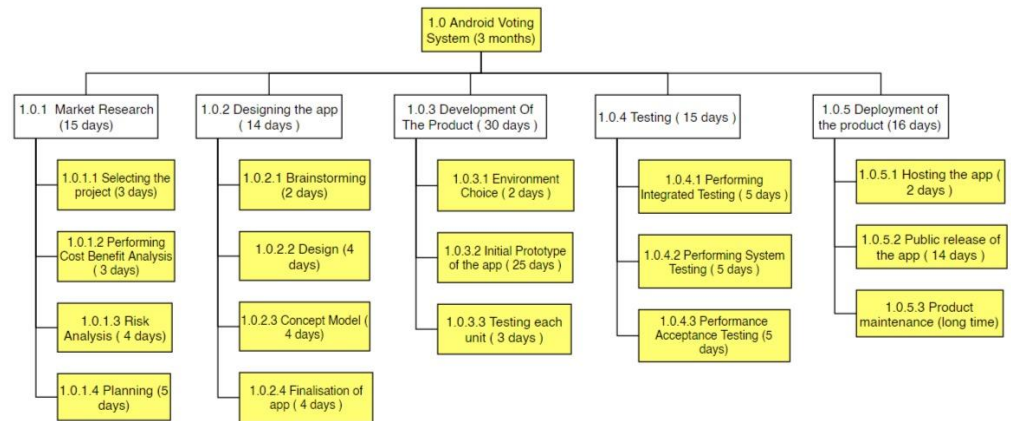 1.0 Android Voting
System (3 months)
1.0.1 Market Research
(15 days)
1.0.1.1 Selecting the
project (3 days)
1.0.1.2 Performing
Cost Benefit Analysis
( 3 days)
1.0.1.3 Risk
Analysis ( 4 days)
1.0.1.4 Planning (5
days)
1.0.2 Designing the app
( 14 days )
1.0.2.1 Brainstorming
(2 days)
1.0.2.2 Design (4
days)
1.0.2.3 Concept Model (
4 days)
1.0.2.4 Finalisation of
app ( 4 days )
1.0.3 Development Of
The Product ( 30 days )
1.0.3.1 Environment
Choice ( 2 days )
1.0.3.2 Initial Prototype
of the app ( 25 days )
1.0.3.3 Testing each
unit ( 3 days )
1.0.4 Testing ( 15 days )
1.0.4.1 Performing
Integrated Testing ( 5 days )
1.0.4.2 Performing System
Testing ( 5 days )
1.0.4.3 Performance
Acceptance Testing (5
days)
1.0.5 Deployment of
the product (16 days)
1.0.5.1 Hosting the app (
2 days )
1.0.5.2 Public release of
the app ( 14 days )
1.0.5.3 Product
maintenance (long time)